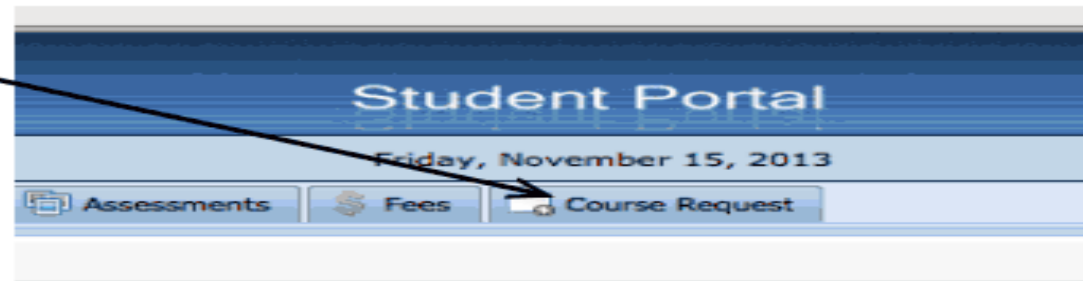 Student Portal
Friday, November 15, 2013
Assessments Fees Course Request